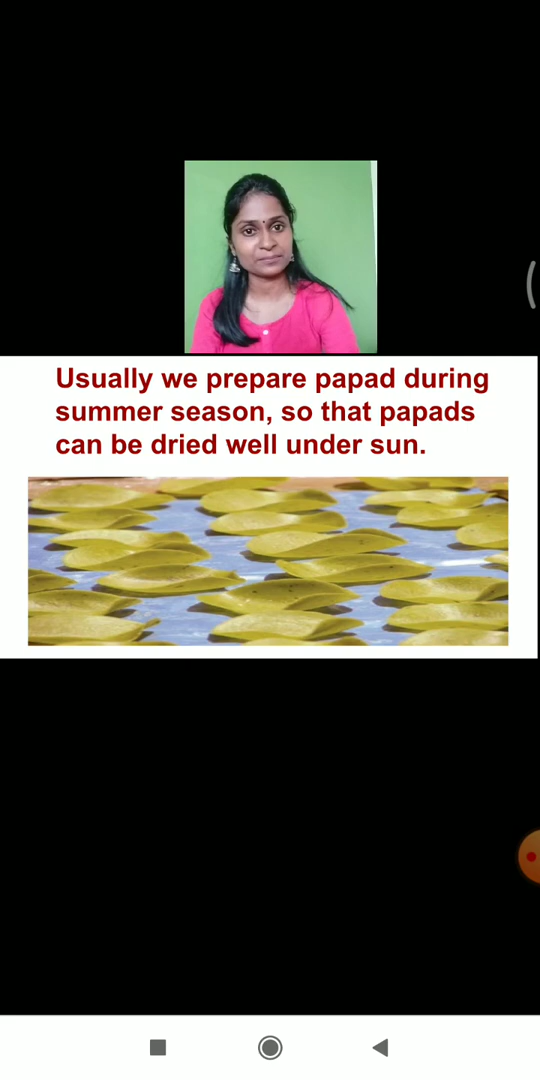 Usually we prepare papad during
summer season, so that papads
can be dried well under sun.